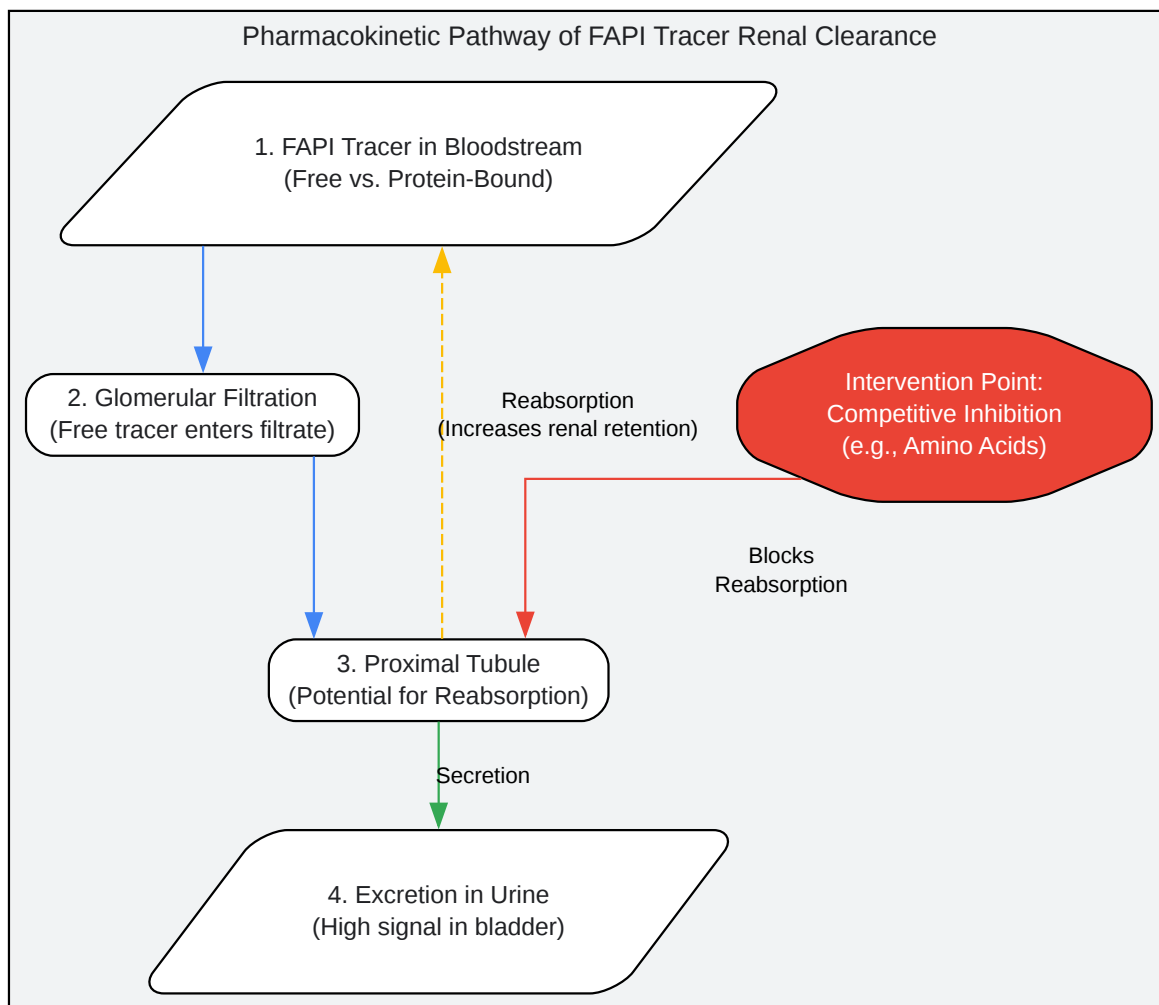 Pharmacokinetic Pathway of FAPI Tracer Renal Clearance
1. FAPI Tracer in Bloodstream
(Free vs. Protein-Bound)
2. Glomerular Filtration
(Free tracer enters filtrate)
Reabsorption
(Increases renal retention)
Intervention Point:
Competitive Inhibition
(e.g., Amino Acids)
Blocks
Reabsorption
3. Proximal Tubule
(Potential for Reabsorption)
Secretion
4. Excretion in Urine
(High signal in bladder)